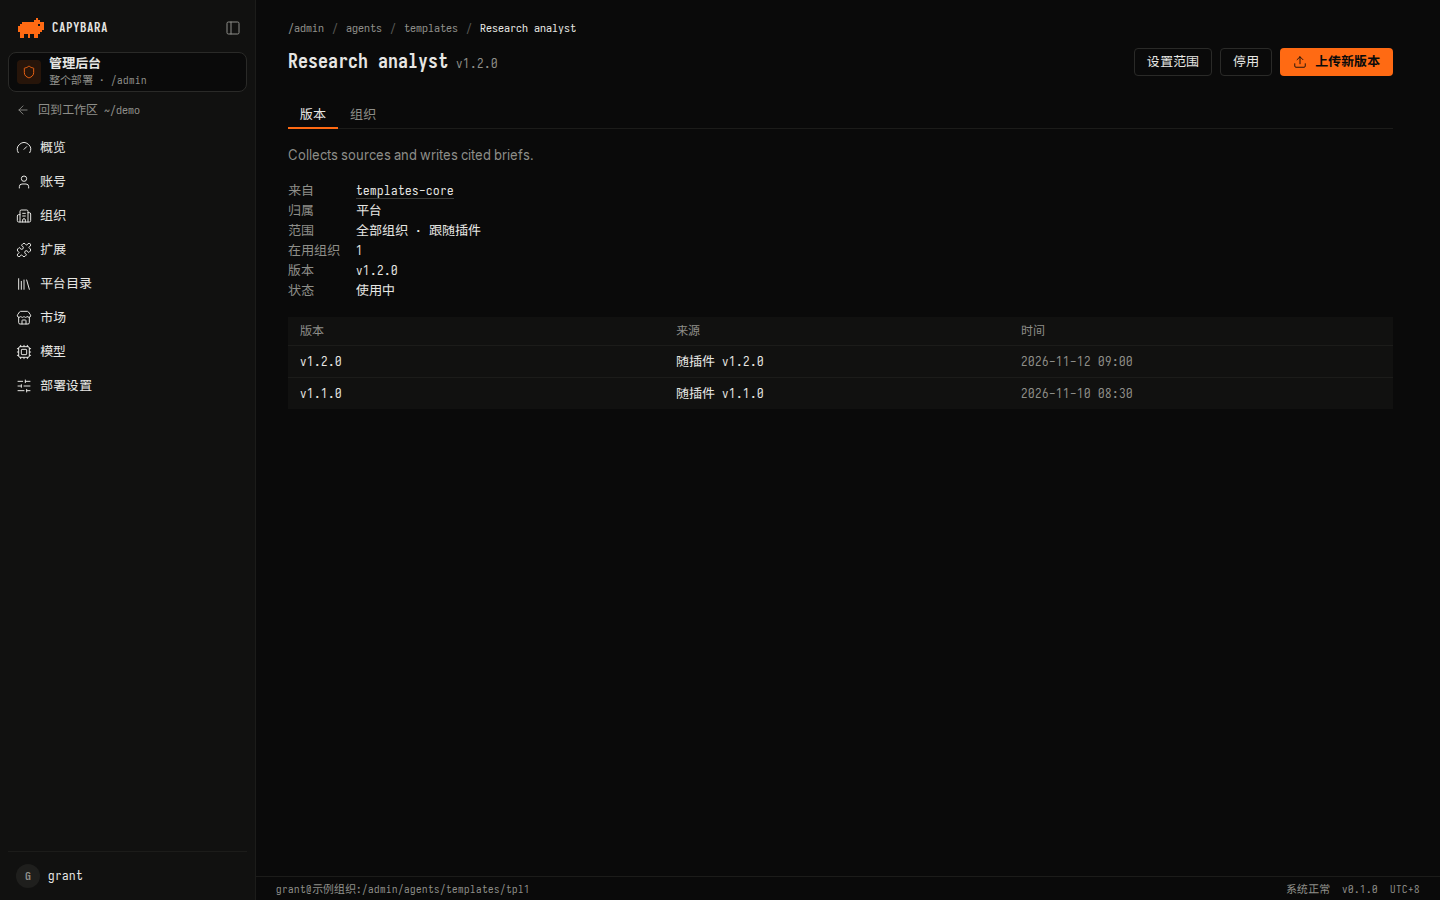 CAPYBARA
管理后台
整个部署 · /admin
回到工作区 ~/demo
概览
账号
组织
扩展
平台目录
市场
模型
部署设置
G grant
/admin / agents / templates / Research analyst
Research analyst v1.2.0
设置范围 停用 上传新版本
版本 组织
Collects sources and writes cited briefs.
来自 templates-core
归属 平台
范围 全部组织 · 跟随插件
在用组织 1
版本 v1.2.0
状态 使用中
版本 来源 时间
v1.2.0 随插件 v1.2.0 2026-11-12 09:00
v1.1.0 随插件 v1.1.0 2026-11-10 08:30
grant@示例组织:/admin/agents/templates/tpl1
系统正常 v0.1.0 UTC+8